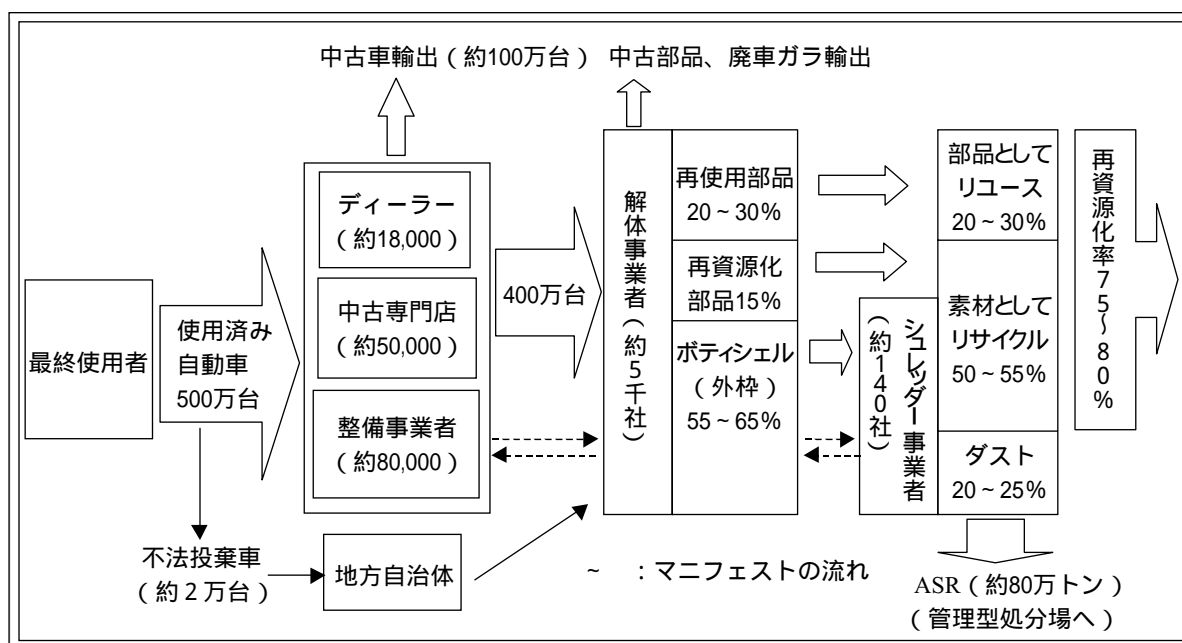 中古車輸出（約100万台）
中古部品、廃車ガラ輸出
最終使用者
使用済み
自動車
500万台
ディーラー
（約18,000）
中古専門店
（約50,000）
整備事業者
（約80,000）
400万台
解体事業者（約5千社）
再使用部品
20～30%
再資源化
部品15%
ボティシェル
（外枠）
55～65%
シュレッダー事業者
（約140社）
部品として
リユース
20～30%
素材として
リサイクル
50～55%
ダスト
20～25%
再資源化率75～80%
不法投棄車
（約２万台）
地方自治体
～　：マニフェストの流れ
ASR（約80万トン）
（管理型処分場へ）